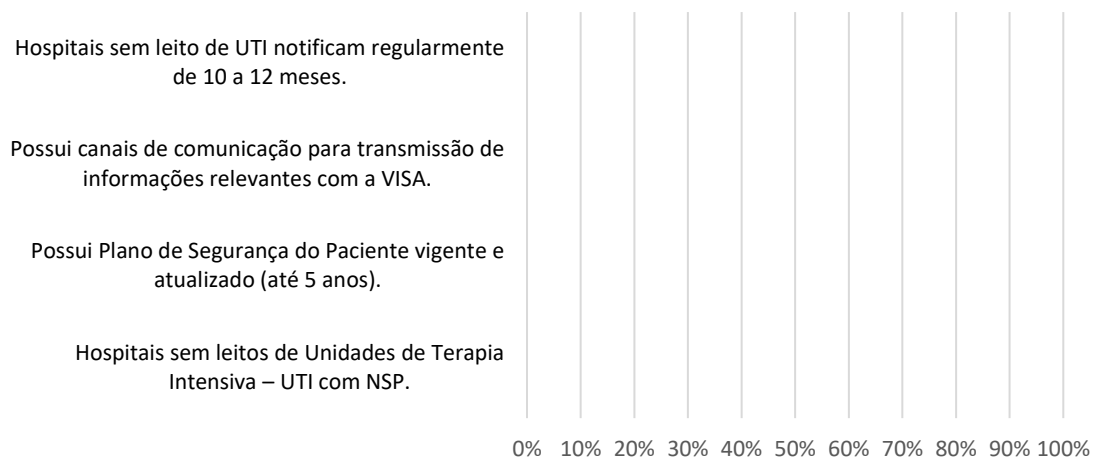 Hospitais sem leito de UTI notificam regularmente
de 10 a 12 meses.
Possui canais de comunicação para transmissão de
informações relevantes com a VISA.
Possui Plano de Segurança do Paciente vigente e
atualizado (até 5 anos).
Hospitais sem leitos de Unidades de Terapia
Intensiva – UTI com NSP.
0% 10% 20% 30% 40% 50% 60% 70% 80% 90% 100%